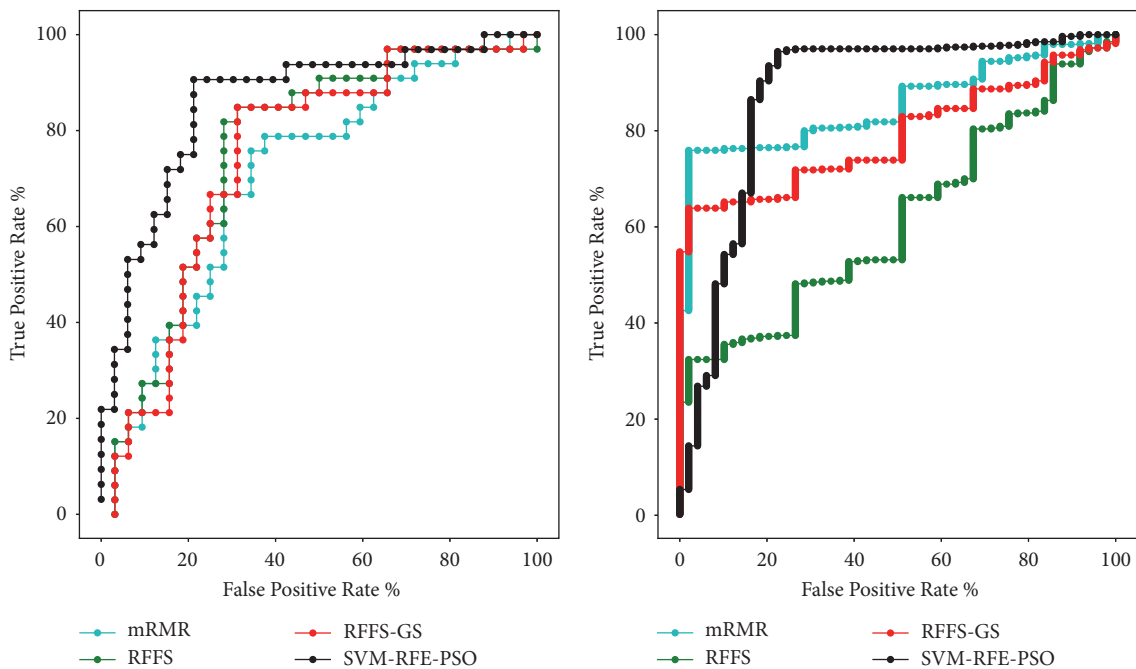 100
80
60
40
20
0
True Positive Rate %
0 20 40 60 80 100
False Positive Rate %
mRMR
RFFS
RFFS-GS
SVM-RFE-PSO
100
80
60
40
20
0
True Positive Rate %
0 20 40 60 80 100
False Positive Rate %
mRMR
RFFS
RFFS-GS
SVM-RFE-PSO